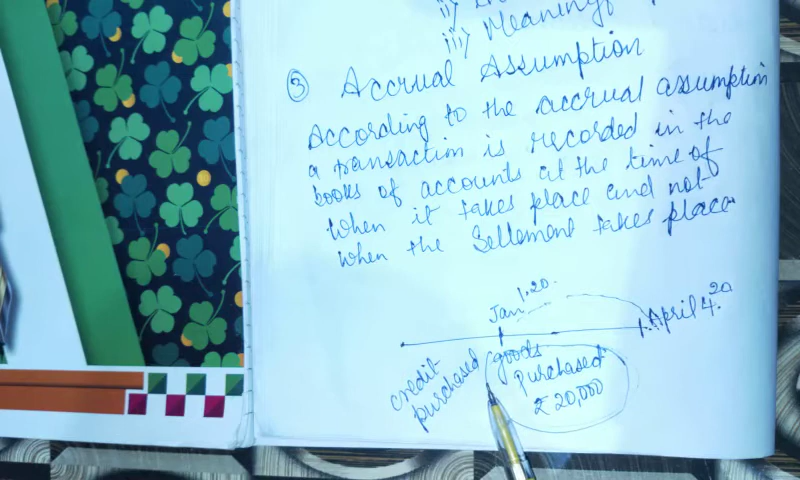 ii)
iii) Meaning
③ Accrual Assumption
According to the accrual assumption
a transaction is recorded in the
books of accounts at the time of
when it takes place and not
when the Settlement takes place
Jan 1.20.
April 4.20
credit purchased
goods
purchased
₹ 20,000